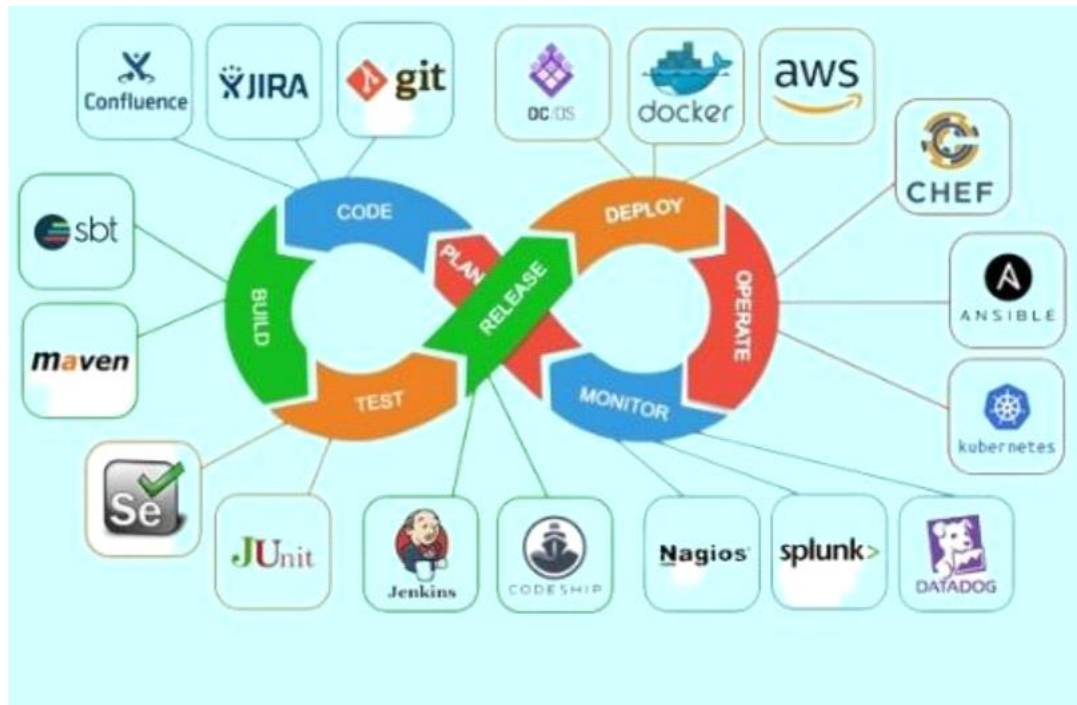 Confluence
JIRA
git
DC/OS
docker
aws
CHEF
sbt
CODE
DEPLOY
PLAN
RELEASE
BUILD
OPERATE
ANSIBLE
maven
TEST
MONITOR
kubernetes
Se
JUnit
Jenkins
CODESHIP
Nagios
splunk>
DATADOG